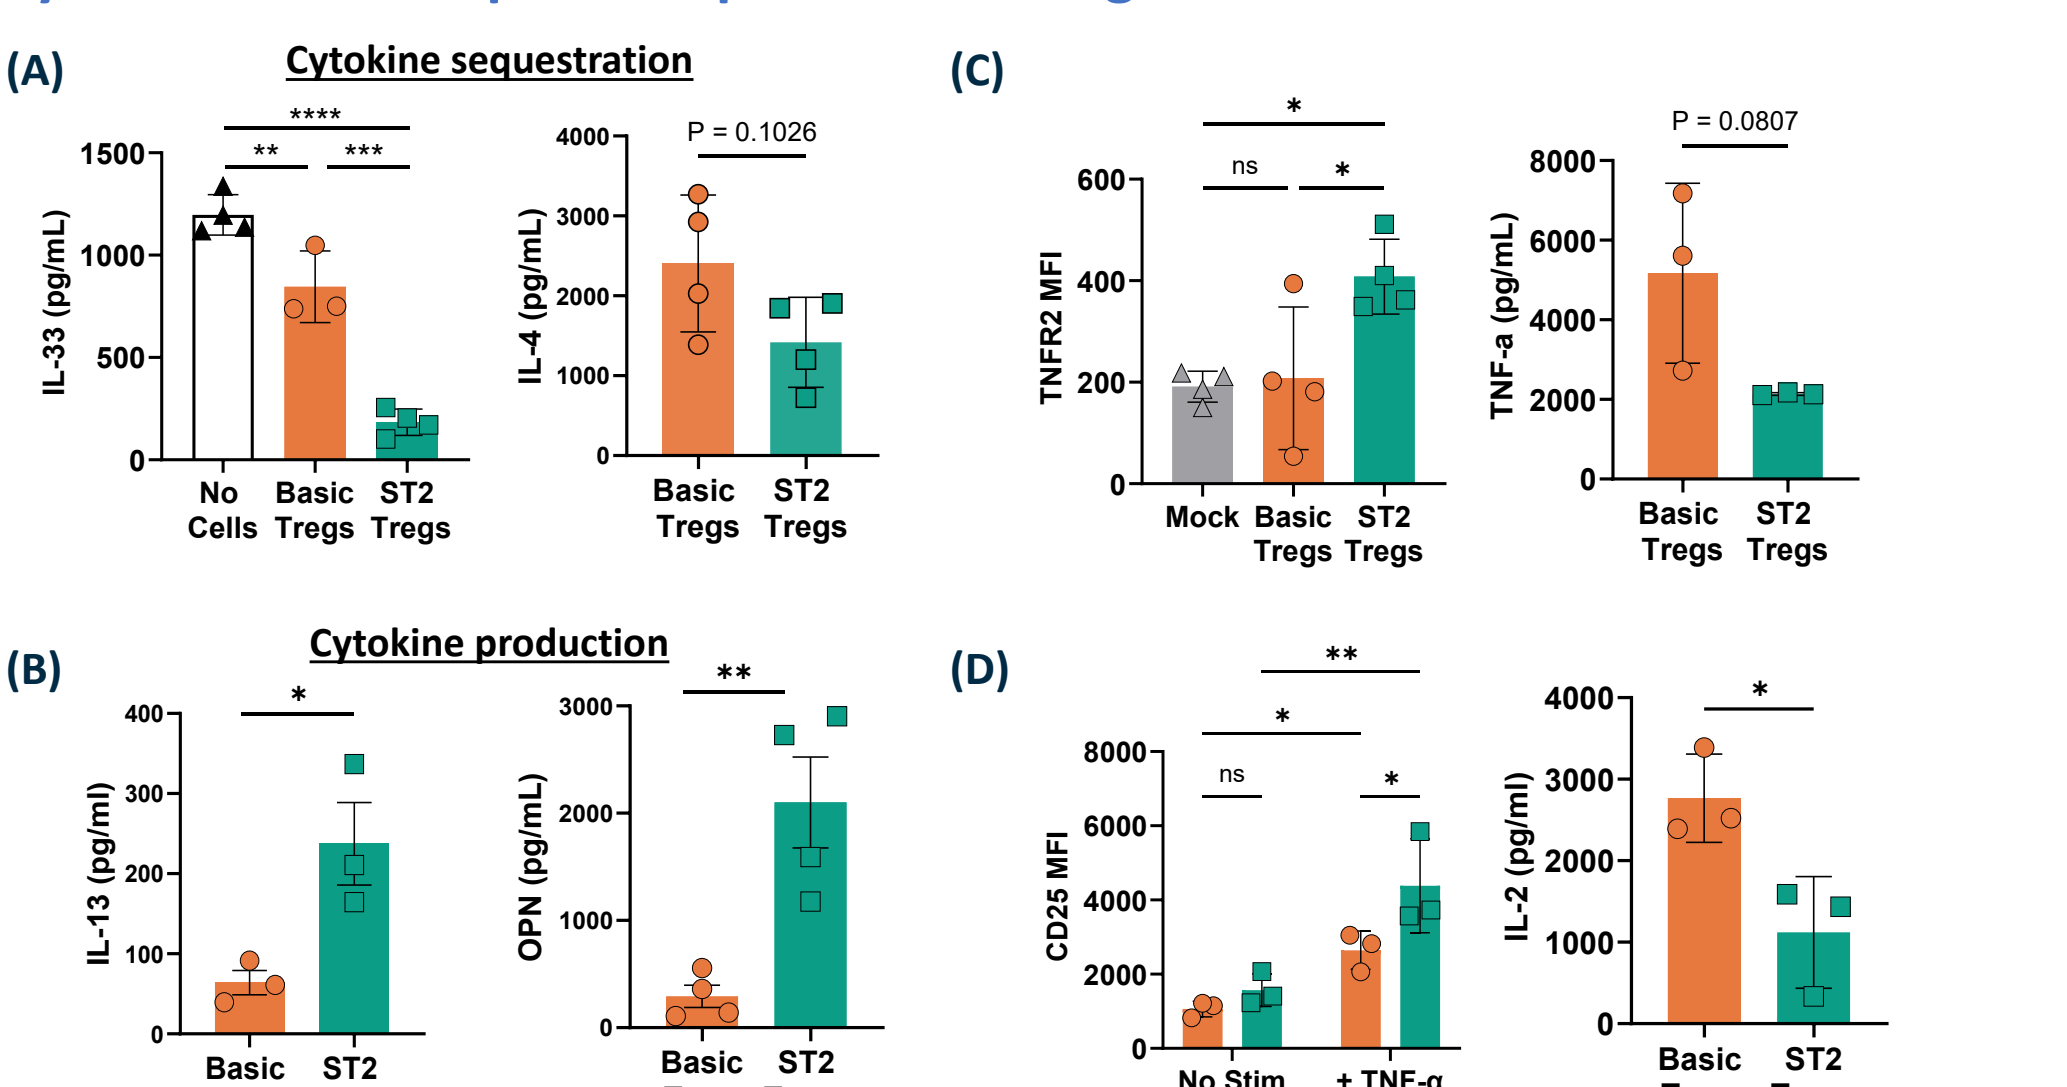 (A)
Cytokine sequestration
****
** ***
IL-33 (pg/mL)
1500
1000
500
0
No Cells
Basic Tregs
ST2 Tregs
P = 0.1026
IL-4 (pg/mL)
4000
3000
2000
1000
0
Basic Tregs
ST2 Tregs
(C)
*
ns *
TNFR2 MFI
600
400
200
0
Mock
Basic Tregs
ST2 Tregs
P = 0.0807
TNF-a (pg/mL)
8000
6000
4000
2000
0
Basic Tregs
ST2 Tregs
(B)
Cytokine production
*
IL-13 (pg/ml)
400
300
200
100
0
Basic
ST2
**
OPN (pg/mL)
3000
2000
1000
0
Basic
ST2
(D)
**
*
ns *
CD25 MFI
8000
6000
4000
2000
0
No Stim
+ TNF-α
*
IL-2 (pg/ml)
4000
3000
2000
1000
0
Basic
ST2